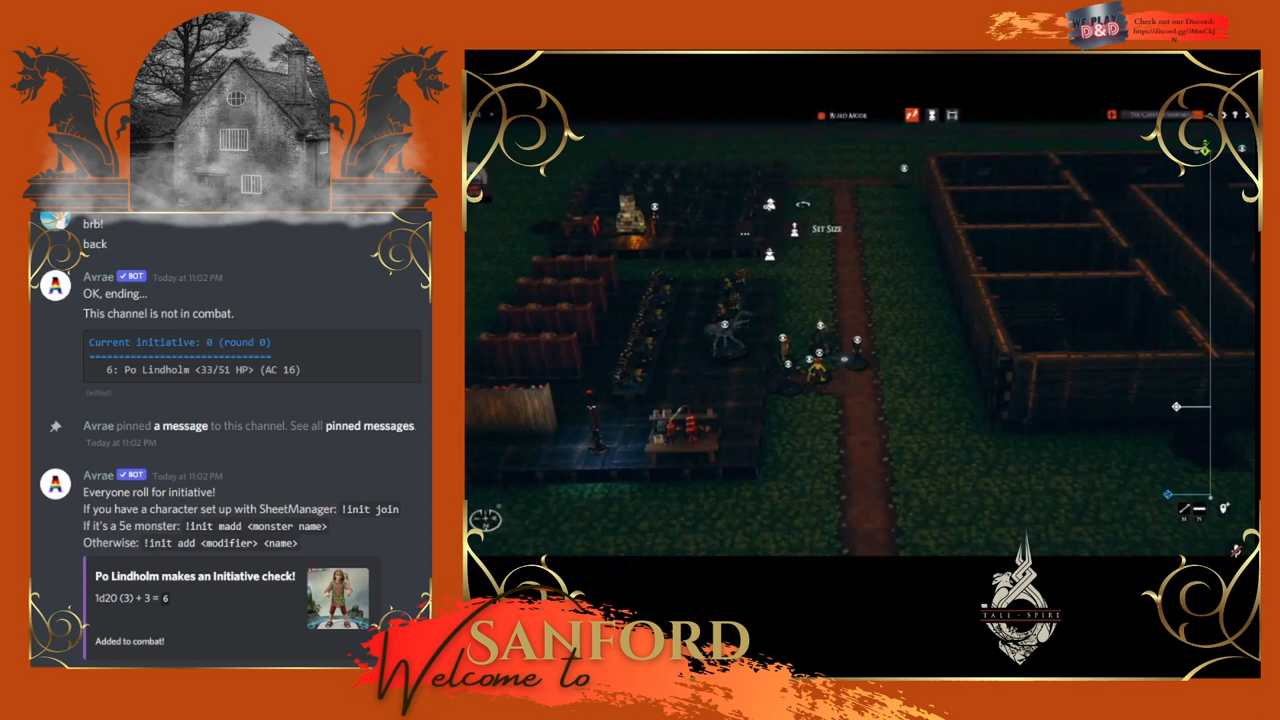 WE PLAY
D&D
Check out our Discord:
brb!
back
BUILD MODE
SET SIZE
Avrae ✓ BOT Today at 11:02 PM
OK, ending...
This channel is not in combat.
Current initiative: 0 (round 0)
===============================
6: Po Lindholm <33/51 HP> (AC 16)
(edited)
Avrae pinned a message to this channel. See all pinned messages.
Today at 11:02 PM
Avrae ✓ BOT Today at 11:02 PM
Everyone roll for initiative!
If you have a character set up with SheetManager: !init join
If it's a 5e monster: !init madd <monster name>
Otherwise: !init add <modifier> <name>
Po Lindholm makes an Initiative check!
1d20 (3) + 3 = 6
Added to combat!
M N
N
TALL·SPIRE
SANFORD
Welcome to